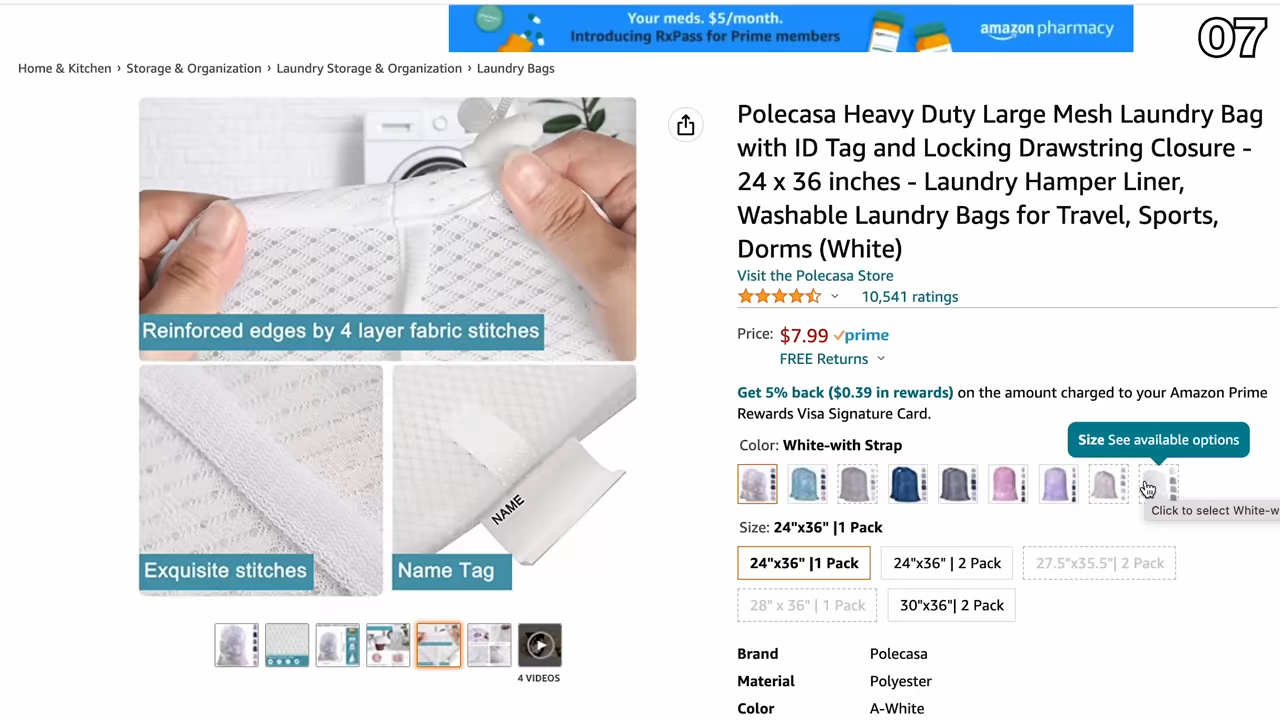 Your meds. $5/month.
Introducing RxPass for Prime members
amazon pharmacy
07
Home & Kitchen › Storage & Organization › Laundry Storage & Organization › Laundry Bags
Reinforced edges by 4 layer fabric stitches
Exquisite stitches
NAME
Name Tag
4 VIDEOS
Polecasa Heavy Duty Large Mesh Laundry Bag
with ID Tag and Locking Drawstring Closure -
24 x 36 inches - Laundry Hamper Liner,
Washable Laundry Bags for Travel, Sports,
Dorms (White)
Visit the Polecasa Store
10,541 ratings
Price: $7.99 prime
FREE Returns
Get 5% back ($0.39 in rewards) on the amount charged to your Amazon Prime
Rewards Visa Signature Card.
Color: White-with Strap
Size See available options
Click to select White-w
Size: 24"x36" |1 Pack
24"x36" |1 Pack
24"x36" | 2 Pack
27.5"x35.5"| 2 Pack
28" x 36" | 1 Pack
30"x36"| 2 Pack
Brand Polecasa
Material Polyester
Color A-White